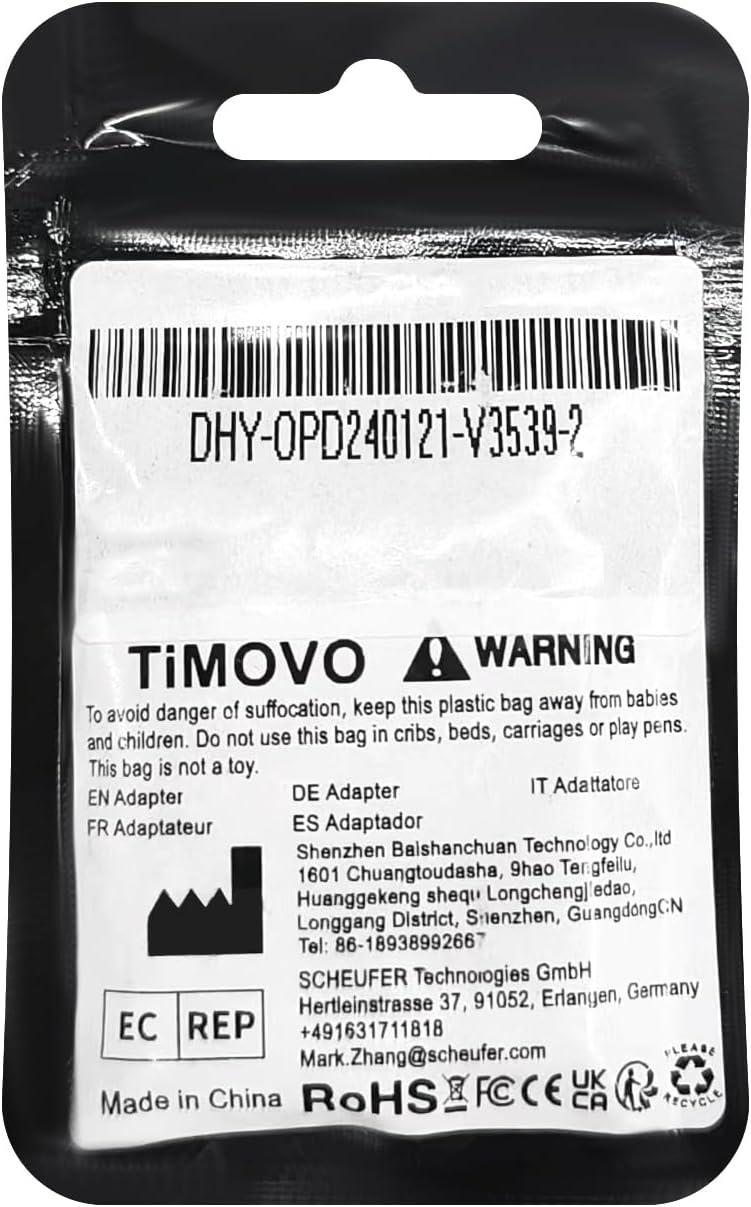 DHY-OPD240121-V3539-2
TiMOVO ⚠ WARNING
To avoid danger of suffocation, keep this plastic bag away from babies
and children. Do not use this bag in cribs, beds, carriages or play pens.
This bag is not a toy.
EN Adapter DE Adapter IT Adattatore
FR Adaptateur ES Adaptador
Shenzhen Baishanchuan Technology Co.,ltd
1601 Chuangtoudasha, 9hao Tengfeilu,
Huanggekeng shequ Longchengjiedao,
Longgang District, Shenzhen, GuangdongCN
Tel: 86-18938992667
EC REP
SCHEUFER Technologies GmbH
Hertleinstrasse 37, 91052, Erlangen, Germany
+491631711818
Mark.Zhang@scheufer.com
Made in China RoHS FC CE UK
CA
PLEASE
RECYCLE